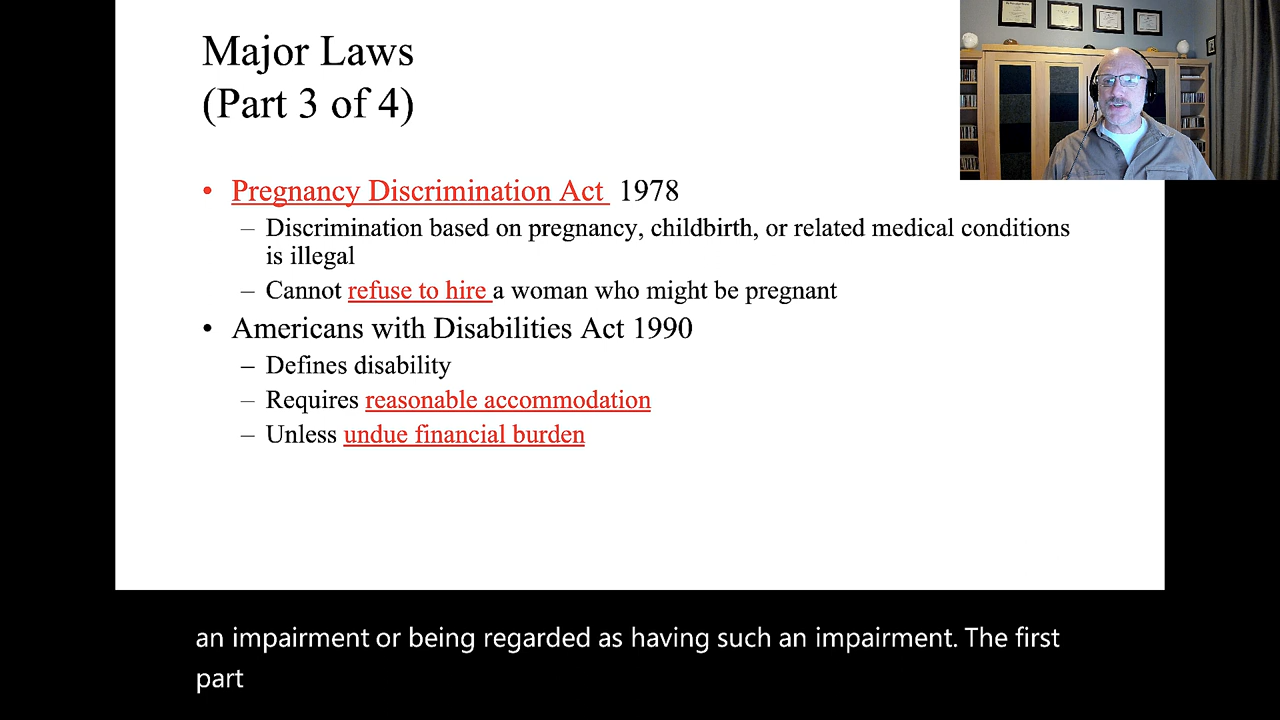 Major Laws
(Part 3 of 4)
• Pregnancy Discrimination Act 1978
– Discrimination based on pregnancy, childbirth, or related medical conditions
is illegal
– Cannot refuse to hire a woman who might be pregnant
• Americans with Disabilities Act 1990
– Defines disability
– Requires reasonable accommodation
– Unless undue financial burden
an impairment or being regarded as having such an impairment. The first
part